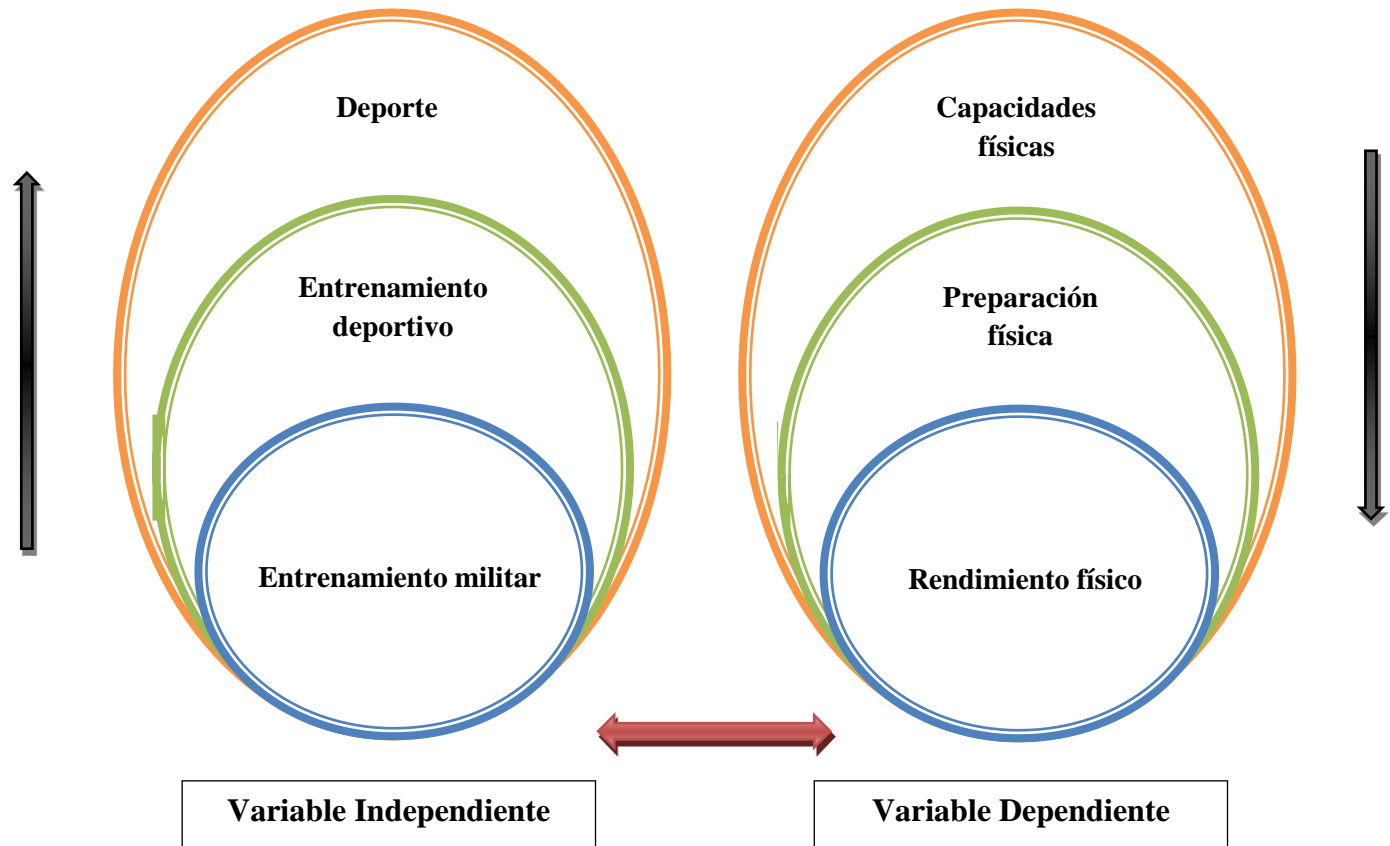 Deporte
Entrenamiento
deportivo
Entrenamiento militar
Variable Independiente
Capacidades
físicas
Preparación
física
Rendimiento físico
Variable Dependiente